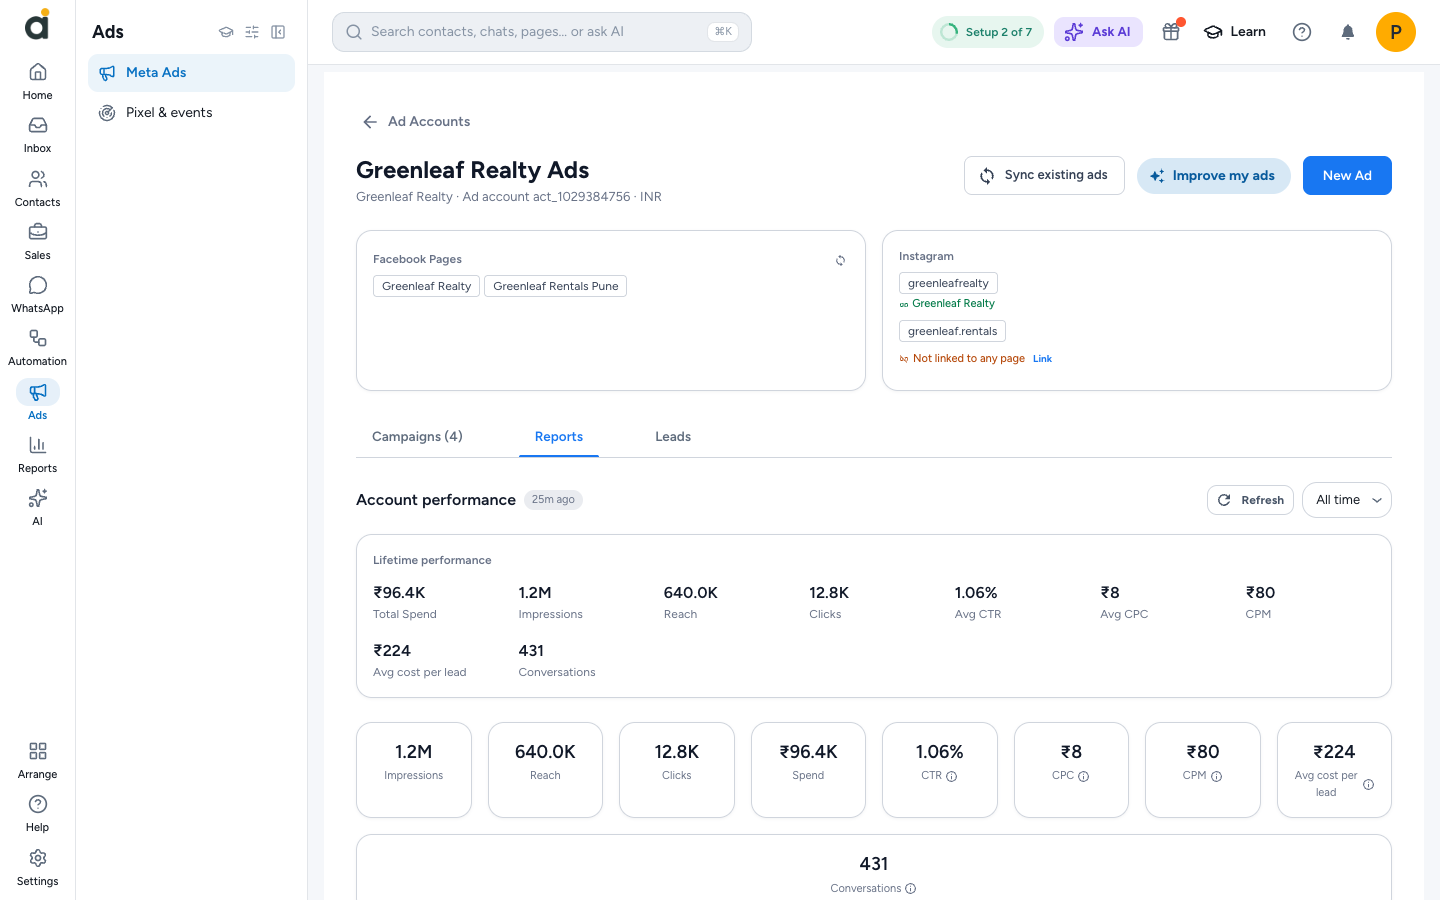 Ads
Search contacts, chats, pages... or ask AI
⌘K
Setup 2 of 7
Ask AI
Learn
P
Home
Inbox
Contacts
Sales
WhatsApp
Automation
Ads
Reports
AI
Arrange
Help
Settings
Meta Ads
Pixel & events
Ad Accounts
Greenleaf Realty Ads
Greenleaf Realty · Ad account act_1029384756 · INR
Sync existing ads
Improve my ads
New Ad
Facebook Pages
Greenleaf Realty
Greenleaf Rentals Pune
Instagram
greenleafrealty
Greenleaf Realty
greenleaf.rentals
Not linked to any page Link
Campaigns (4)
Reports
Leads
Account performance 25m ago
Refresh
All time
Lifetime performance
₹96.4K
Total Spend
1.2M
Impressions
640.0K
Reach
12.8K
Clicks
1.06%
Avg CTR
₹8
Avg CPC
₹80
CPM
₹224
Avg cost per lead
431
Conversations
1.2M
Impressions
640.0K
Reach
12.8K
Clicks
₹96.4K
Spend
1.06%
CTR
₹8
CPC
₹80
CPM
₹224
Avg cost per
lead
431
Conversations